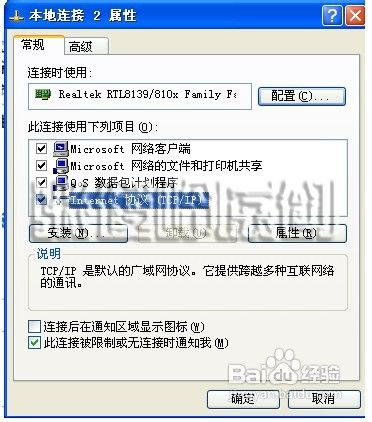 本地连接 2 属性
常规
高级
连接时使用:
Realtek RTL8139/810x Family Fa
配置(C)...
此连接使用下列项目(O):
Microsoft 网络客户端
Microsoft 网络的文件和打印机共享
QoS 数据包计划程序
Internet 协议 (TCP/IP)
安装(N)...
卸载(U)
属性(R)
说明
TCP/IP 是默认的广域网协议。它提供跨越多种互联网络
的通讯。
连接后在通知区域显示图标(W)
此连接被限制或无连接时通知我(M)
确定
取消
Baidu 经验